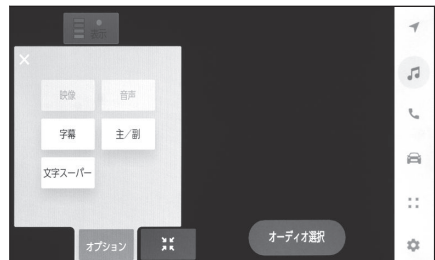 映像 音声
字幕 主／副
文字スーパー
オプション
オーディオ選択